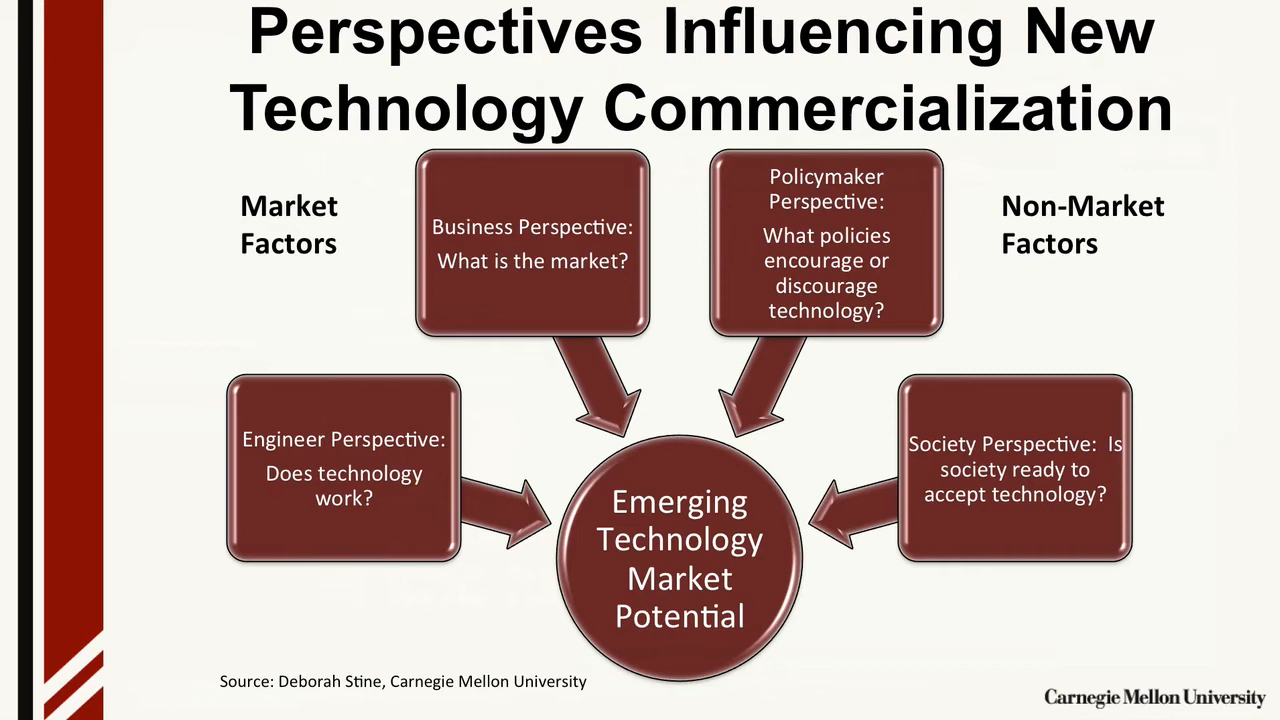 Perspectives Influencing New
Technology Commercialization
Market
Factors
Business Perspective:
What is the market?
Policymaker
Perspective:
What policies
encourage or
discourage
technology?
Non-Market
Factors
Engineer Perspective:
Does technology
work?
Society Perspective:  Is
society ready to
accept technology?
Emerging
Technology
Market
Potential
Source: Deborah Stine, Carnegie Mellon University
Carnegie Mellon University